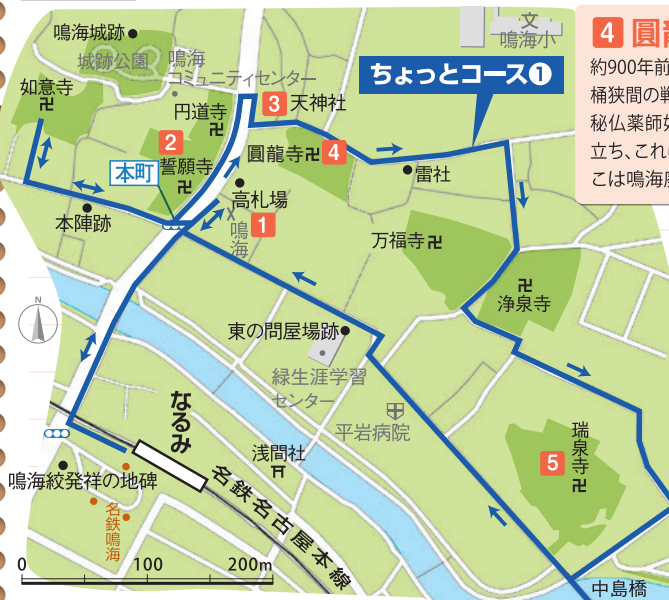 鳴海城跡
城跡公園
鳴海
コミュニティセンター
文
鳴海小
4 圓龍
約900年前
桶狭間の戦
秘仏薬師如
立ち、これ
こは鳴海
ちょっとコース❶
如意寺
円道寺
3 天神社
2
誓願寺
圓龍寺 4
雷社
本町
高札場
1
鳴海
本陣跡
万福寺
浄泉寺
N
東の問屋場跡
緑生涯学習
センター
平岩病院
なるみ
浅間社
5
瑞泉寺
鳴海絞発祥の地碑
名鉄鳴海
名鉄名古屋本線
0 100 200m
中島橋